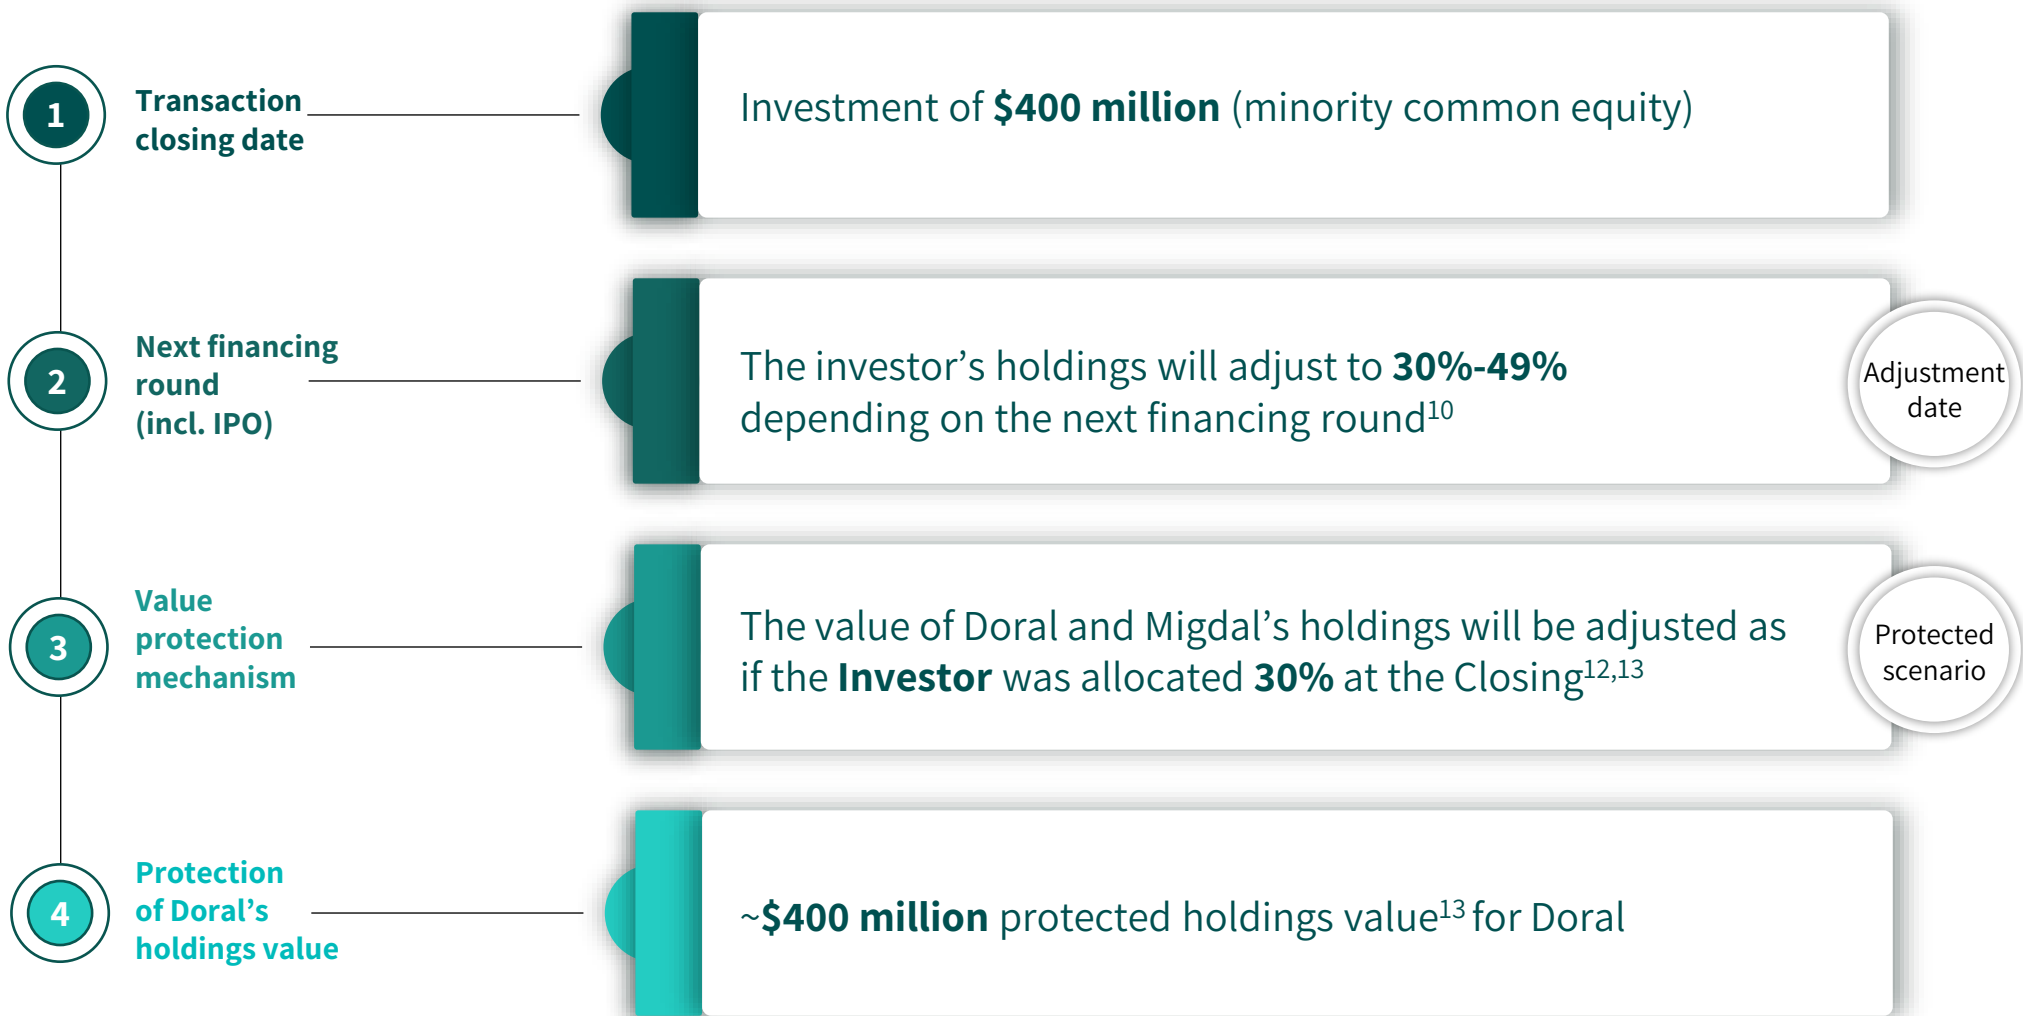 1
Transaction
closing date
Investment of $400 million (minority common equity)
2
Next financing
round
(incl. IPO)
The investor’s holdings will adjust to 30%-49%
depending on the next financing round10
Adjustment
date
3
Value
protection
mechanism
The value of Doral and Migdal’s holdings will be adjusted as
if the Investor was allocated 30% at the Closing12,13
Protected
scenario
4
Protection
of Doral’s
holdings value
~$400 million protected holdings value13 for Doral